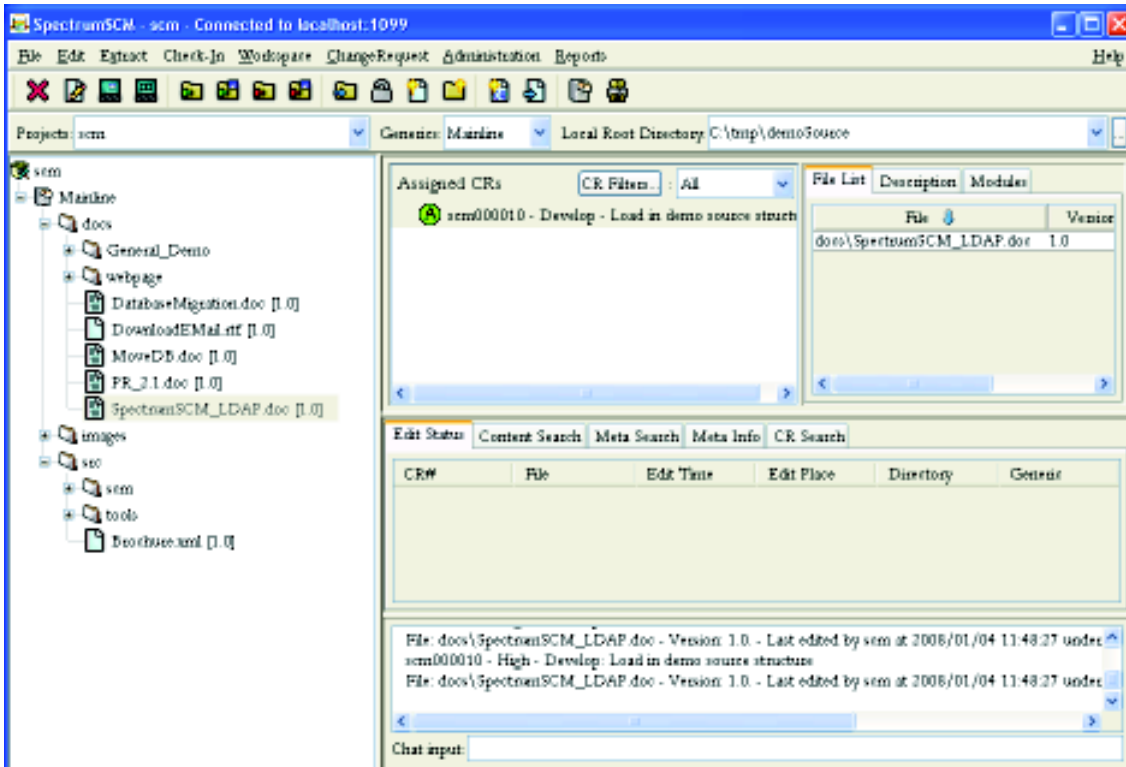 SpectrumSCM - scm - Connected to localhost:1099
File Edit Extract Check-In Workspace ChangeRequest Administration Reports Help
Projects: scm Generics: Mainline Local Root Directory: C:\tmp\demoSource ...
scm
Mainline
docs
General_Demo
webpage
DatabaseMigration.doc [1.0]
DownloadEMail.rtf [1.0]
MoveDB.doc [1.0]
PR_2.1.doc [1.0]
SpectrumSCM_LDAP.doc [1.0]
images
src
scm
tools
Brochure.xml [1.0]
Assigned CRs CR Filters... : All
A scm000010 - Develop - Load in demo source struct
File List Description Modules
File Version
docs\SpectrumSCM_LDAP.doc 1.0
Edit Status Content Search Meta Search Meta Info CR Search
CR# File Edit Time Edit Place Directory Generic
File: docs\SpectrumSCM_LDAP.doc - Version: 1.0. - Last edited by scm at 2008/01/04 11:48:27 under
scm000010 - High - Develop: Load in demo source structure
File: docs\SpectrumSCM_LDAP.doc - Version: 1.0. - Last edited by scm at 2008/01/04 11:48:27 under
Chat input: